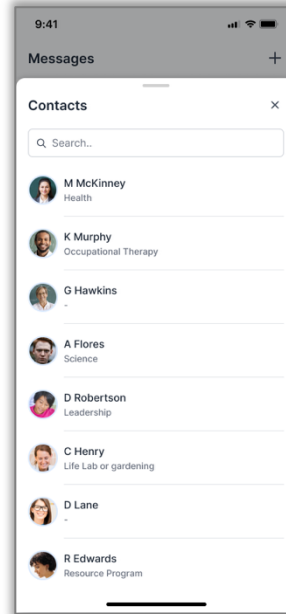 9:41
Messages
Contacts
Search..
M McKinney
Health
K Murphy
Occupational Therapy
G Hawkins
-
A Flores
Science
D Robertson
Leadership
C Henry
Life Lab or gardening
D Lane
-
R Edwards
Resource Program